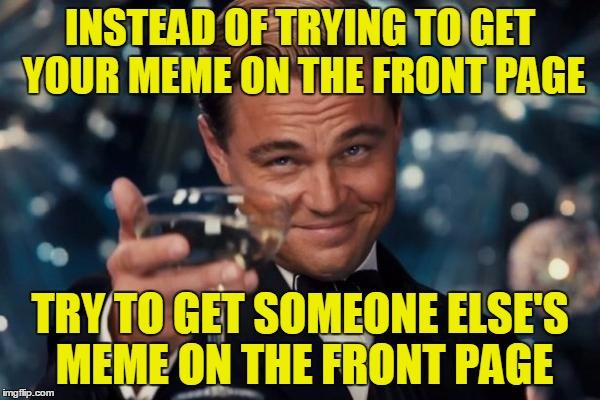 INSTEAD OF TRYING TO GET
YOUR MEME ON THE FRONT PAGE
TRY TO GET SOMEONE ELSE'S
MEME ON THE FRONT PAGE
imgflip.com